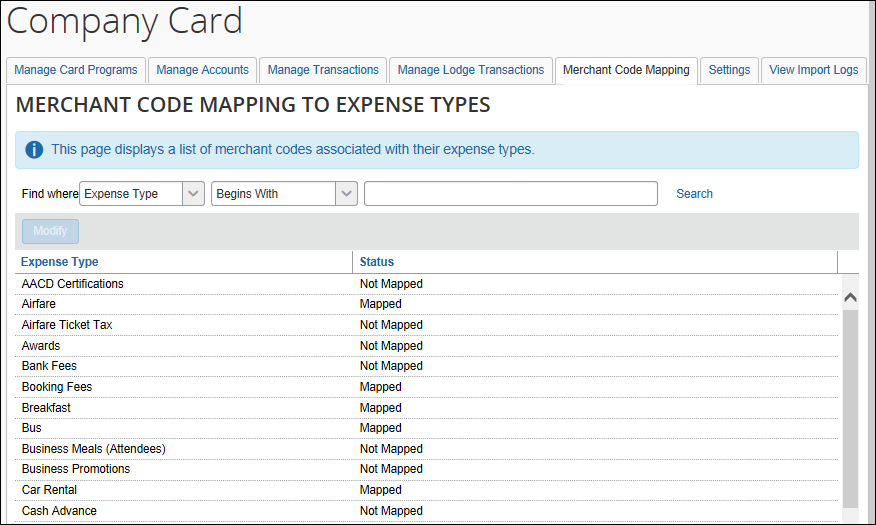 Company Card
Manage Card Programs Manage Accounts Manage Transactions Manage Lodge Transactions Merchant Code Mapping Settings View Import Logs
MERCHANT CODE MAPPING TO EXPENSE TYPES
This page displays a list of merchant codes associated with their expense types.
Find where Expense Type Begins With Search
Modify
Expense Type Status
AACD Certifications Not Mapped
Airfare Mapped
Airfare Ticket Tax Not Mapped
Awards Not Mapped
Bank Fees Not Mapped
Booking Fees Mapped
Breakfast Mapped
Bus Mapped
Business Meals (Attendees) Not Mapped
Business Promotions Not Mapped
Car Rental Mapped
Cash Advance Not Mapped